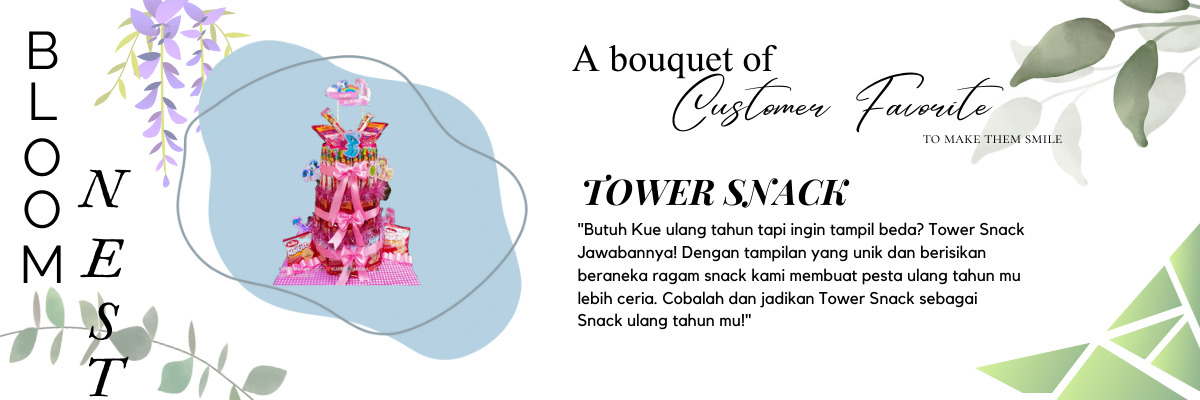 BLOOM
NEST
A bouquet of
Customer Favorite
TO MAKE THEM SMILE
TOWER SNACK
"Butuh Kue ulang tahun tapi ingin tampil beda? Tower Snack
Jawabannya! Dengan tampilan yang unik dan berisikan
beraneka ragam snack kami membuat pesta ulang tahun mu
lebih ceria. Cobalah dan jadikan Tower Snack sebagai
Snack ulang tahun mu!"